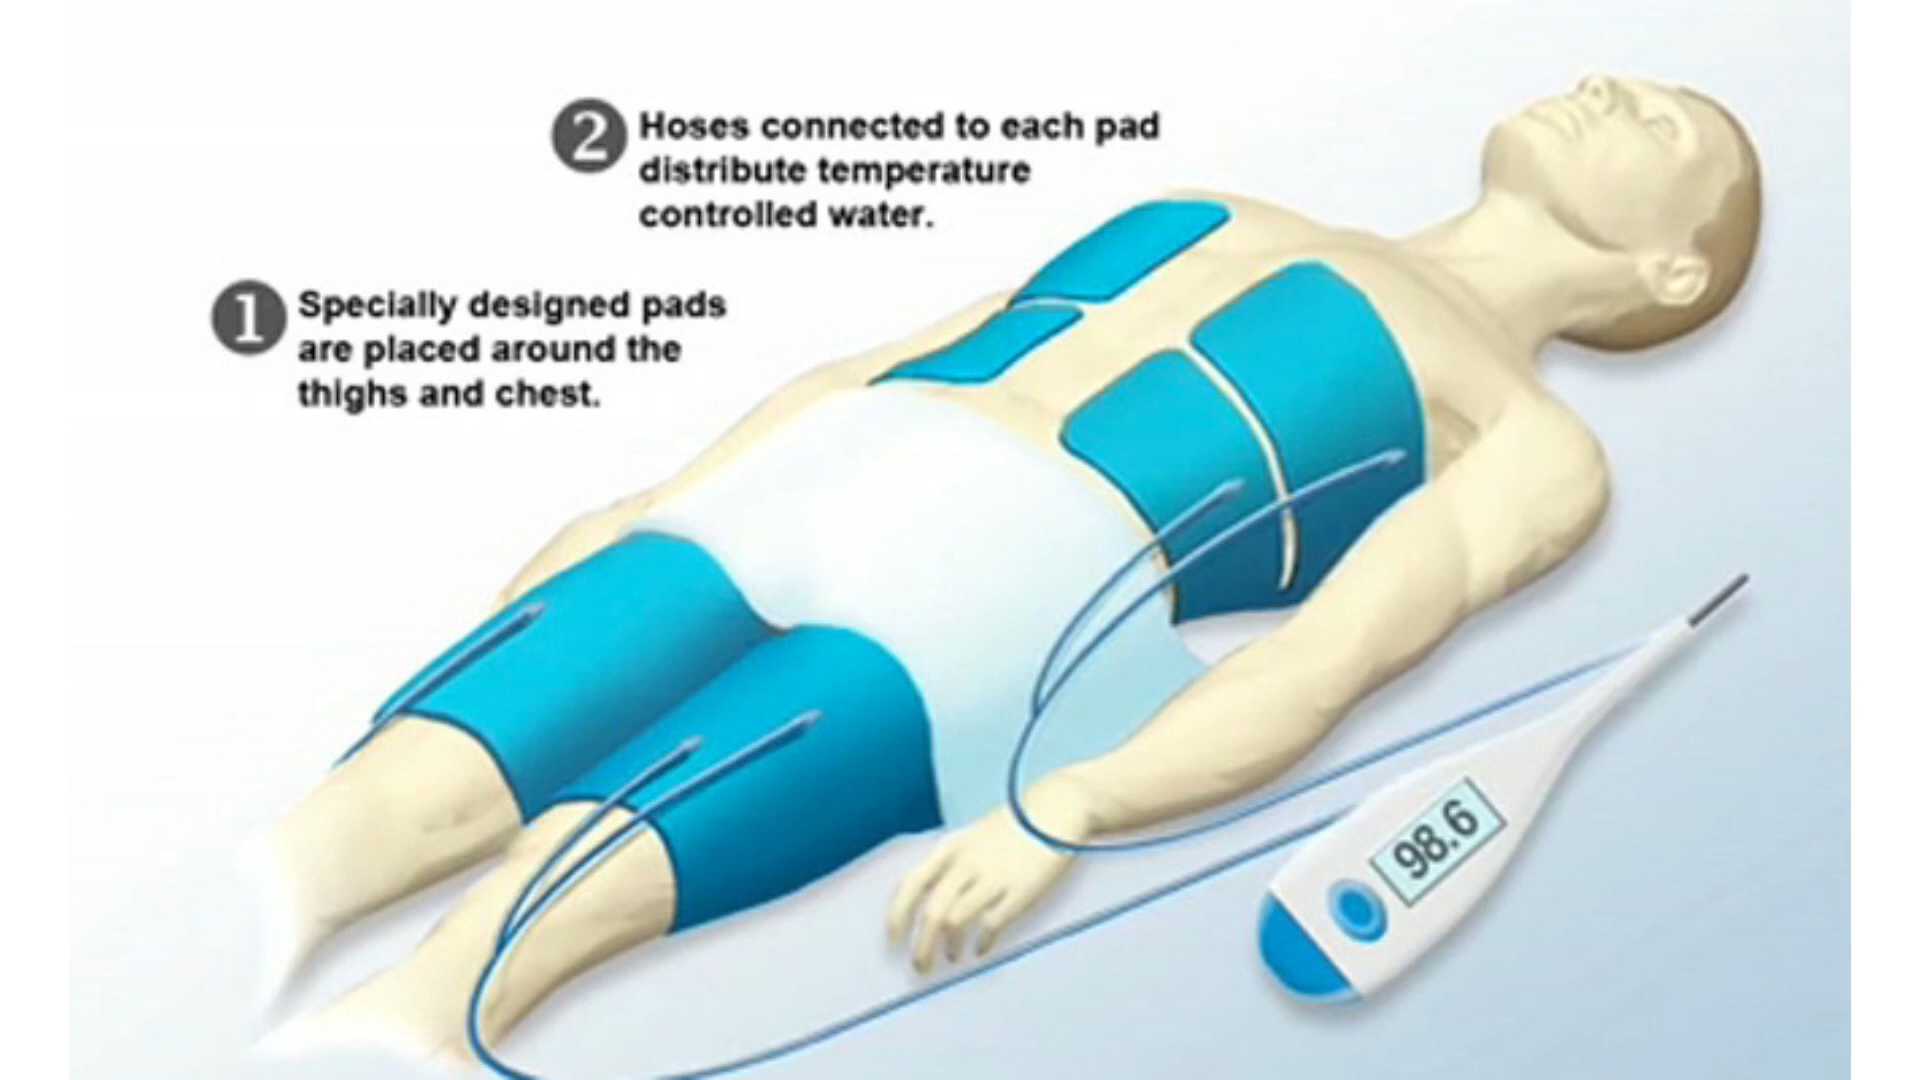 2 Hoses connected to each pad
distribute temperature
controlled water.
1 Specially designed pads
are placed around the
thighs and chest.
98.6